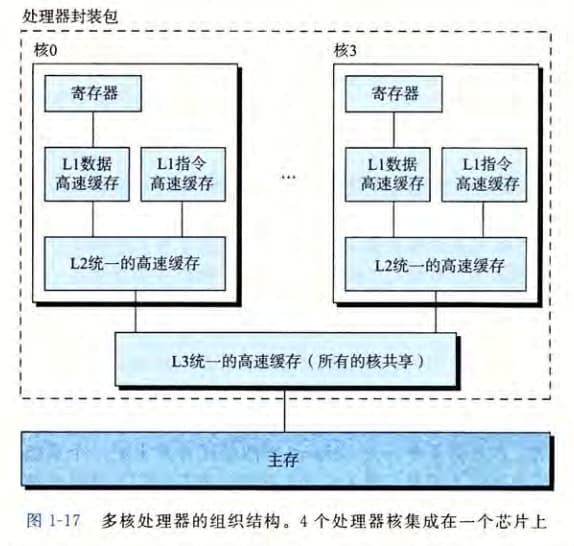 处理器封装包
核0
核3
寄存器
寄存器
L1数据
高速缓存
L1指令
高速缓存
...
L1数据
高速缓存
L1指令
高速缓存
L2统一的高速缓存
L2统一的高速缓存
L3统一的高速缓存（所有的核共享）
主存
图 1-17 多核处理器的组织结构。4 个处理器核集成在一个芯片上